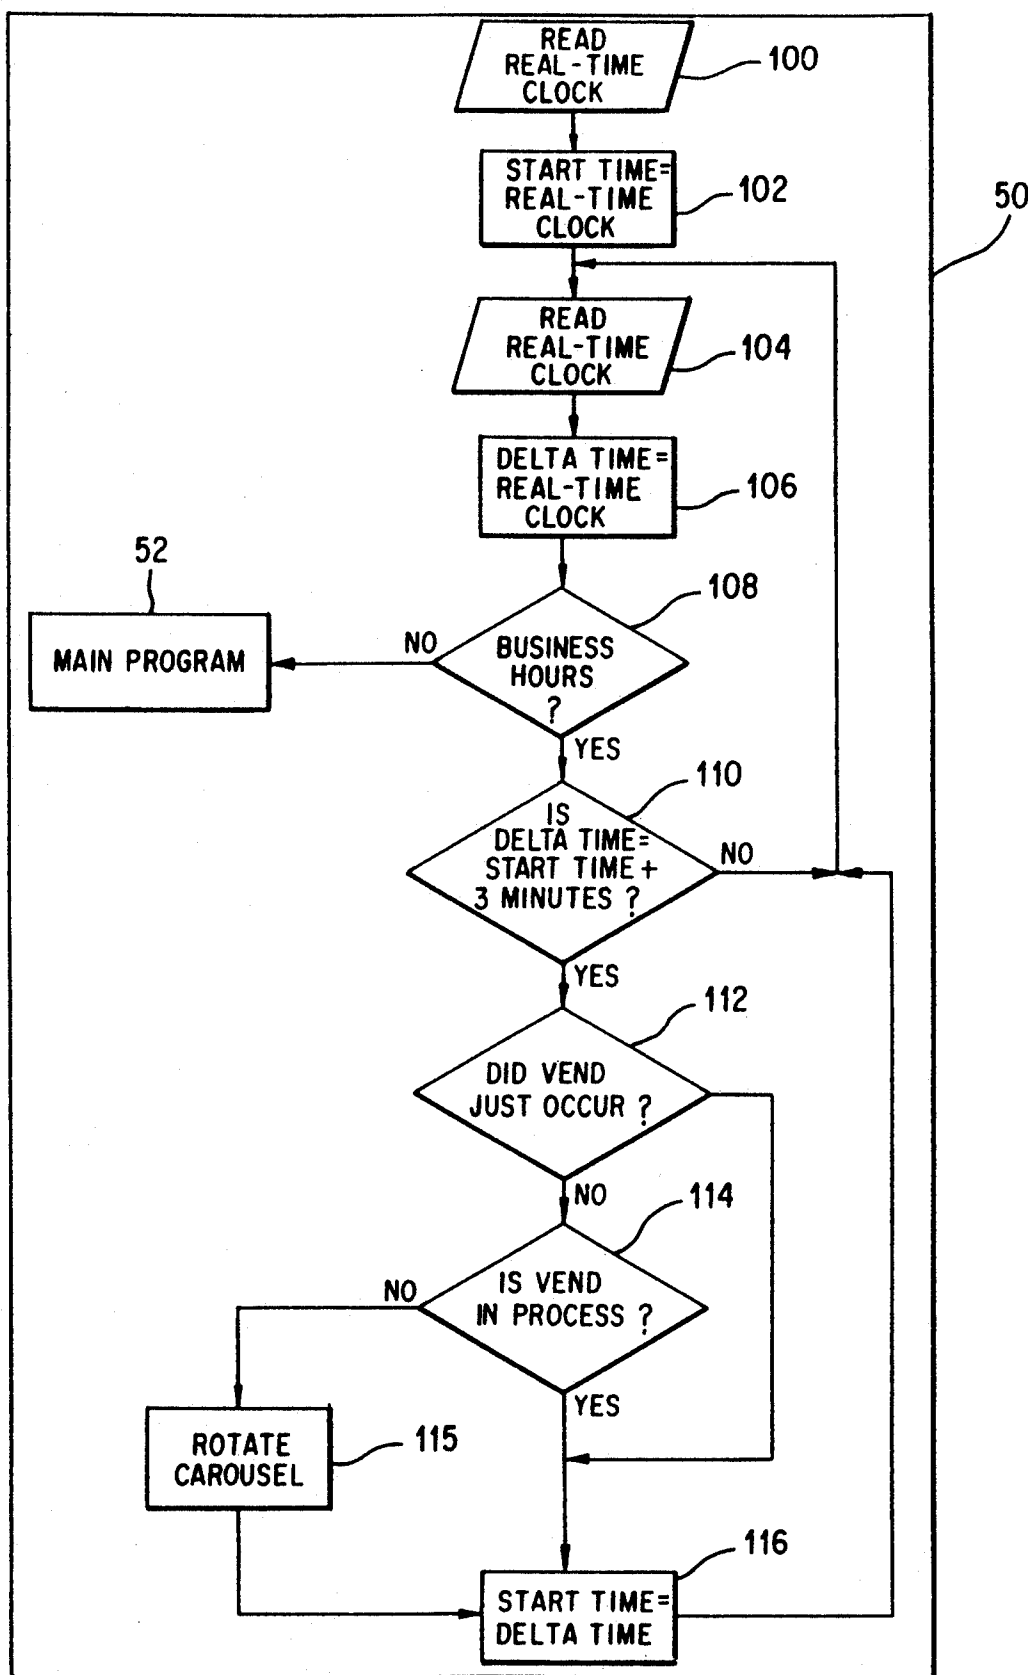 READ
REAL-TIME
CLOCK
100
START TIME=
REAL-TIME
CLOCK
102
50
READ
REAL-TIME
CLOCK
104
DELTA TIME=
REAL-TIME
CLOCK
106
52
MAIN PROGRAM
NO
108
BUSINESS
HOURS
?
YES
110
IS
DELTA TIME=
START TIME +
3 MINUTES ?
NO
YES
112
DID VEND
JUST OCCUR ?
NO
114
IS VEND
IN PROCESS ?
NO
YES
ROTATE
CAROUSEL
115
116
START TIME=
DELTA TIME